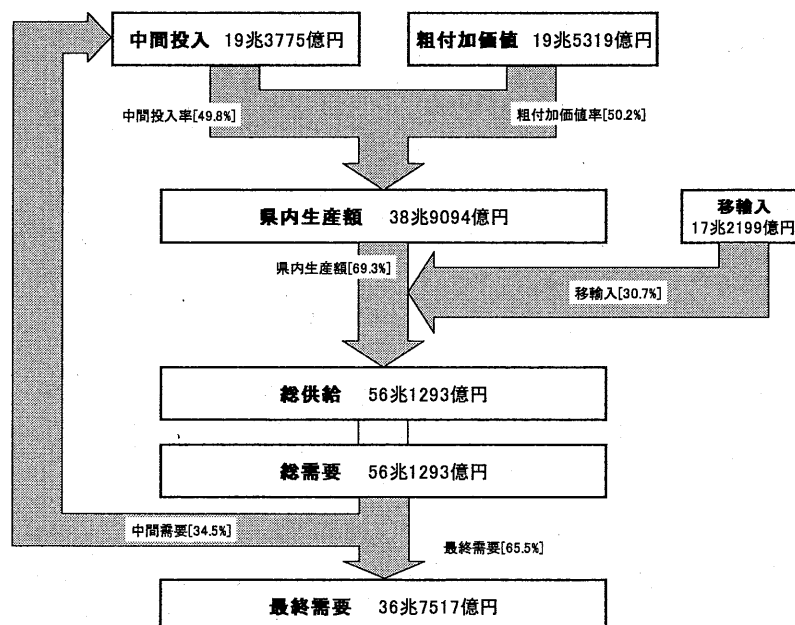 中間投入 19兆3775億円
粗付加価値 19兆5319億円
中間投入率[49.8%]
粗付加価値率[50.2%]
県内生産額 38兆9094億円
移輸入
17兆2199億円
県内生産額[69.3%]
移輸入[30.7%]
総供給 56兆1293億円
総需要 56兆1293億円
中間需要[34.5%]
最終需要[65.5%]
最終需要 36兆7517億円